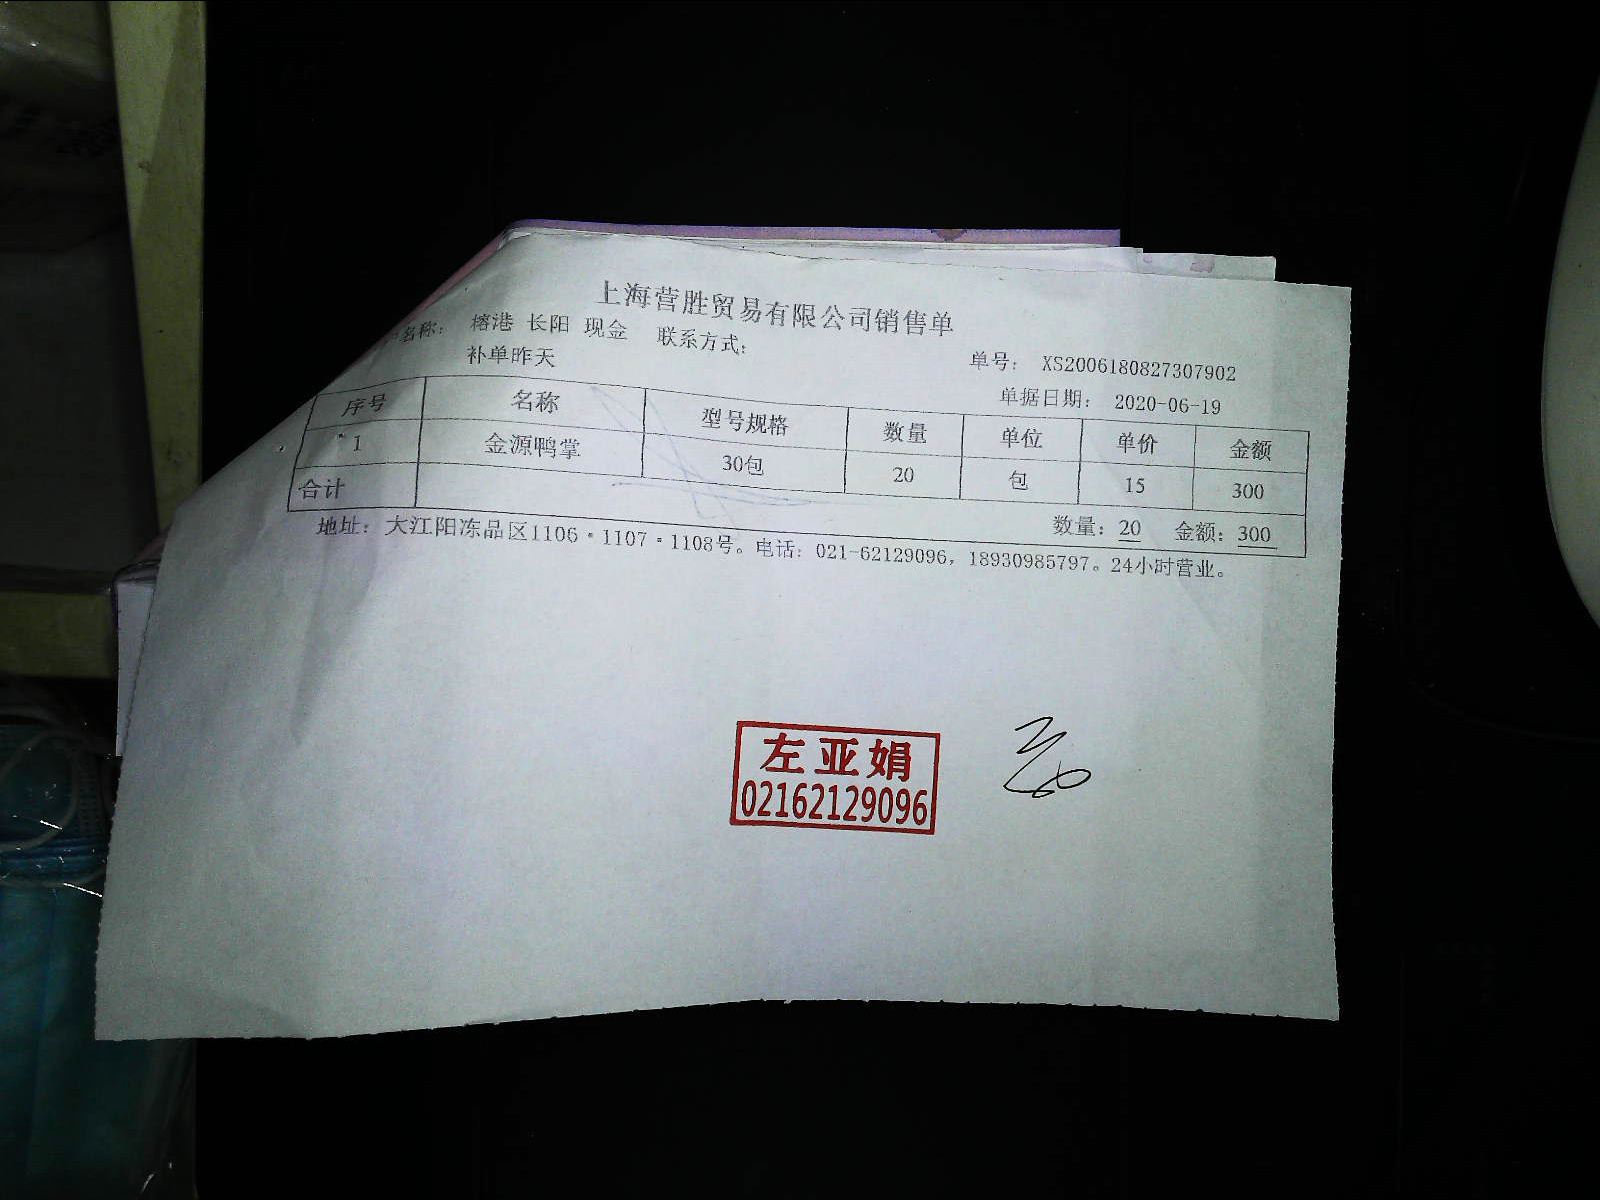 上海营胜贸易有限公司销售单
名称： 榕港 长阳 现金 联系方式：
补单昨天
单号： XS2006180827307902
单据日期： 2020-06-19
序号 名称 型号规格 数量 单位 单价 金额
1 金源鸭掌 30包 20 包 15 300
合计 数量：20 金额：300
地址：大江阳冻品区1106·1107·1108号。电话：021-62129096，18930985797。24小时营业。
左亚娟
02162129096